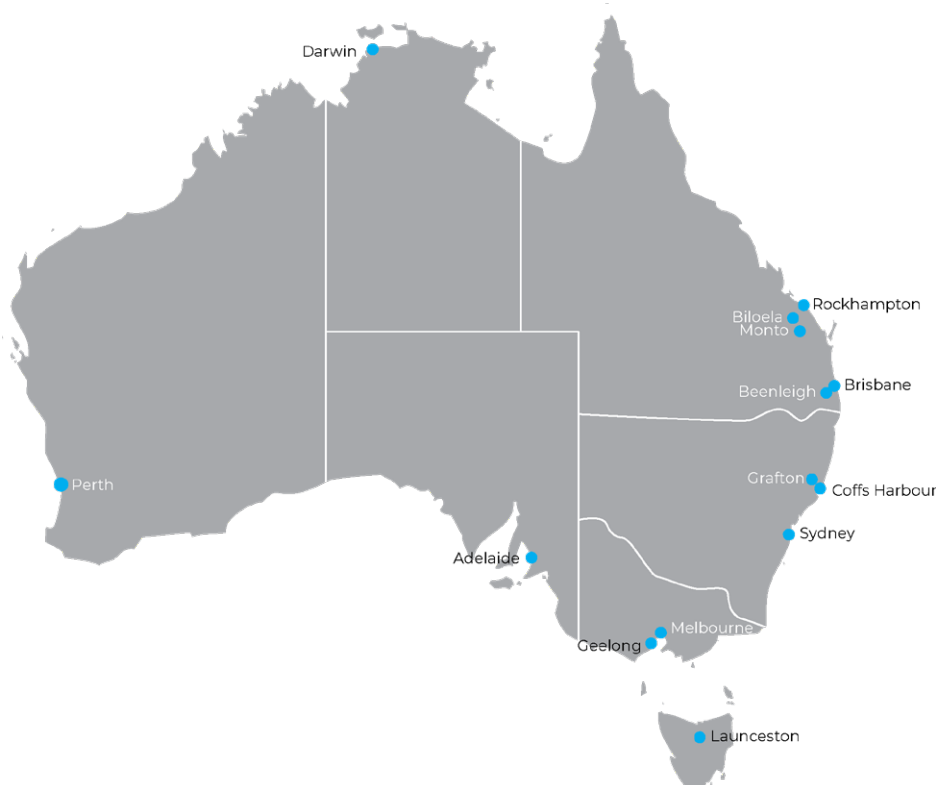 Darwin
Rockhampton
Biloela
Monto
Brisbane
Beenleigh
Grafton
Perth
Coffs Harbour
Sydney
Adelaide
Melbourne
Geelong
Launceston